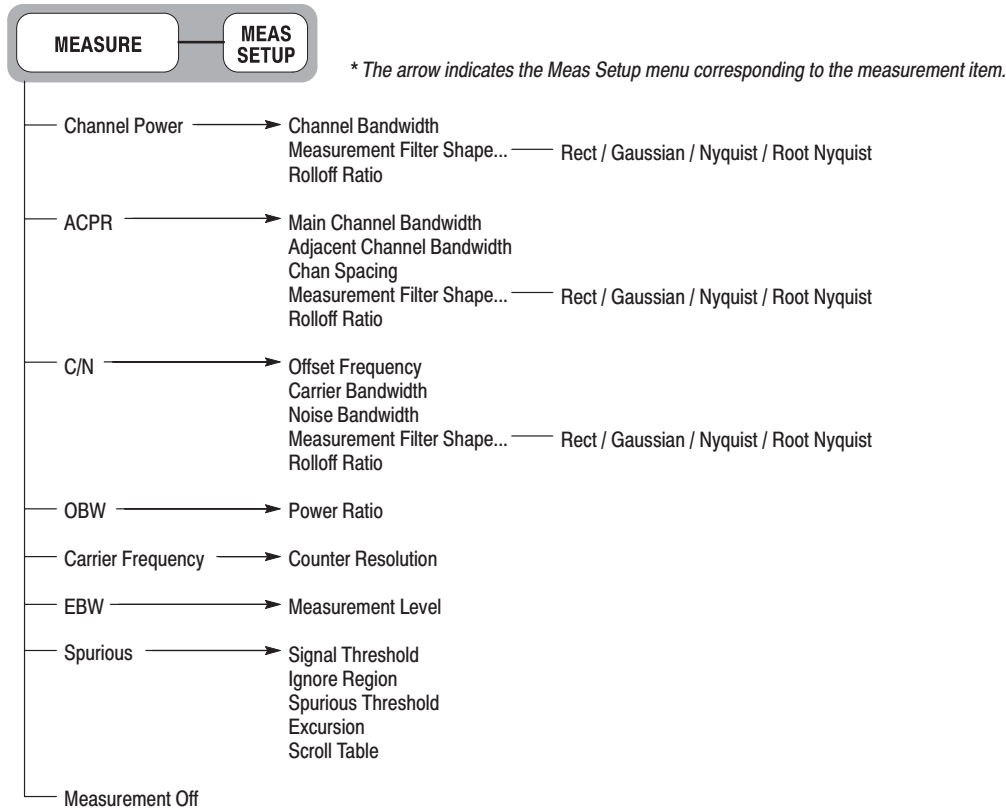 MEASURE
MEAS
SETUP
* The arrow indicates the Meas Setup menu corresponding to the measurement item.
Channel Power
Channel Bandwidth
Measurement Filter Shape...
Rect / Gaussian / Nyquist / Root Nyquist
Rolloff Ratio
ACPR
Main Channel Bandwidth
Adjacent Channel Bandwidth
Chan Spacing
Measurement Filter Shape...
Rect / Gaussian / Nyquist / Root Nyquist
Rolloff Ratio
C/N
Offset Frequency
Carrier Bandwidth
Noise Bandwidth
Measurement Filter Shape...
Rect / Gaussian / Nyquist / Root Nyquist
Rolloff Ratio
OBW
Power Ratio
Carrier Frequency
Counter Resolution
EBW
Measurement Level
Spurious
Signal Threshold
Ignore Region
Spurious Threshold
Excursion
Scroll Table
Measurement Off